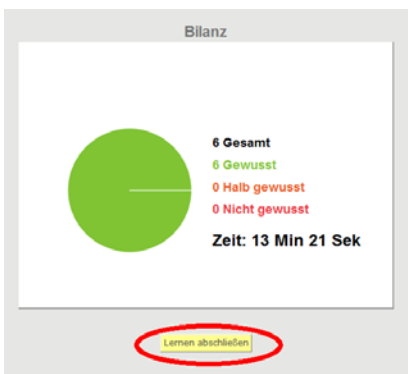 Bilanz
6 Gesamt
6 Gewusst
0 Halb gewusst
0 Nicht gewusst
Zeit: 13 Min 21 Sek
Lernen abschließen